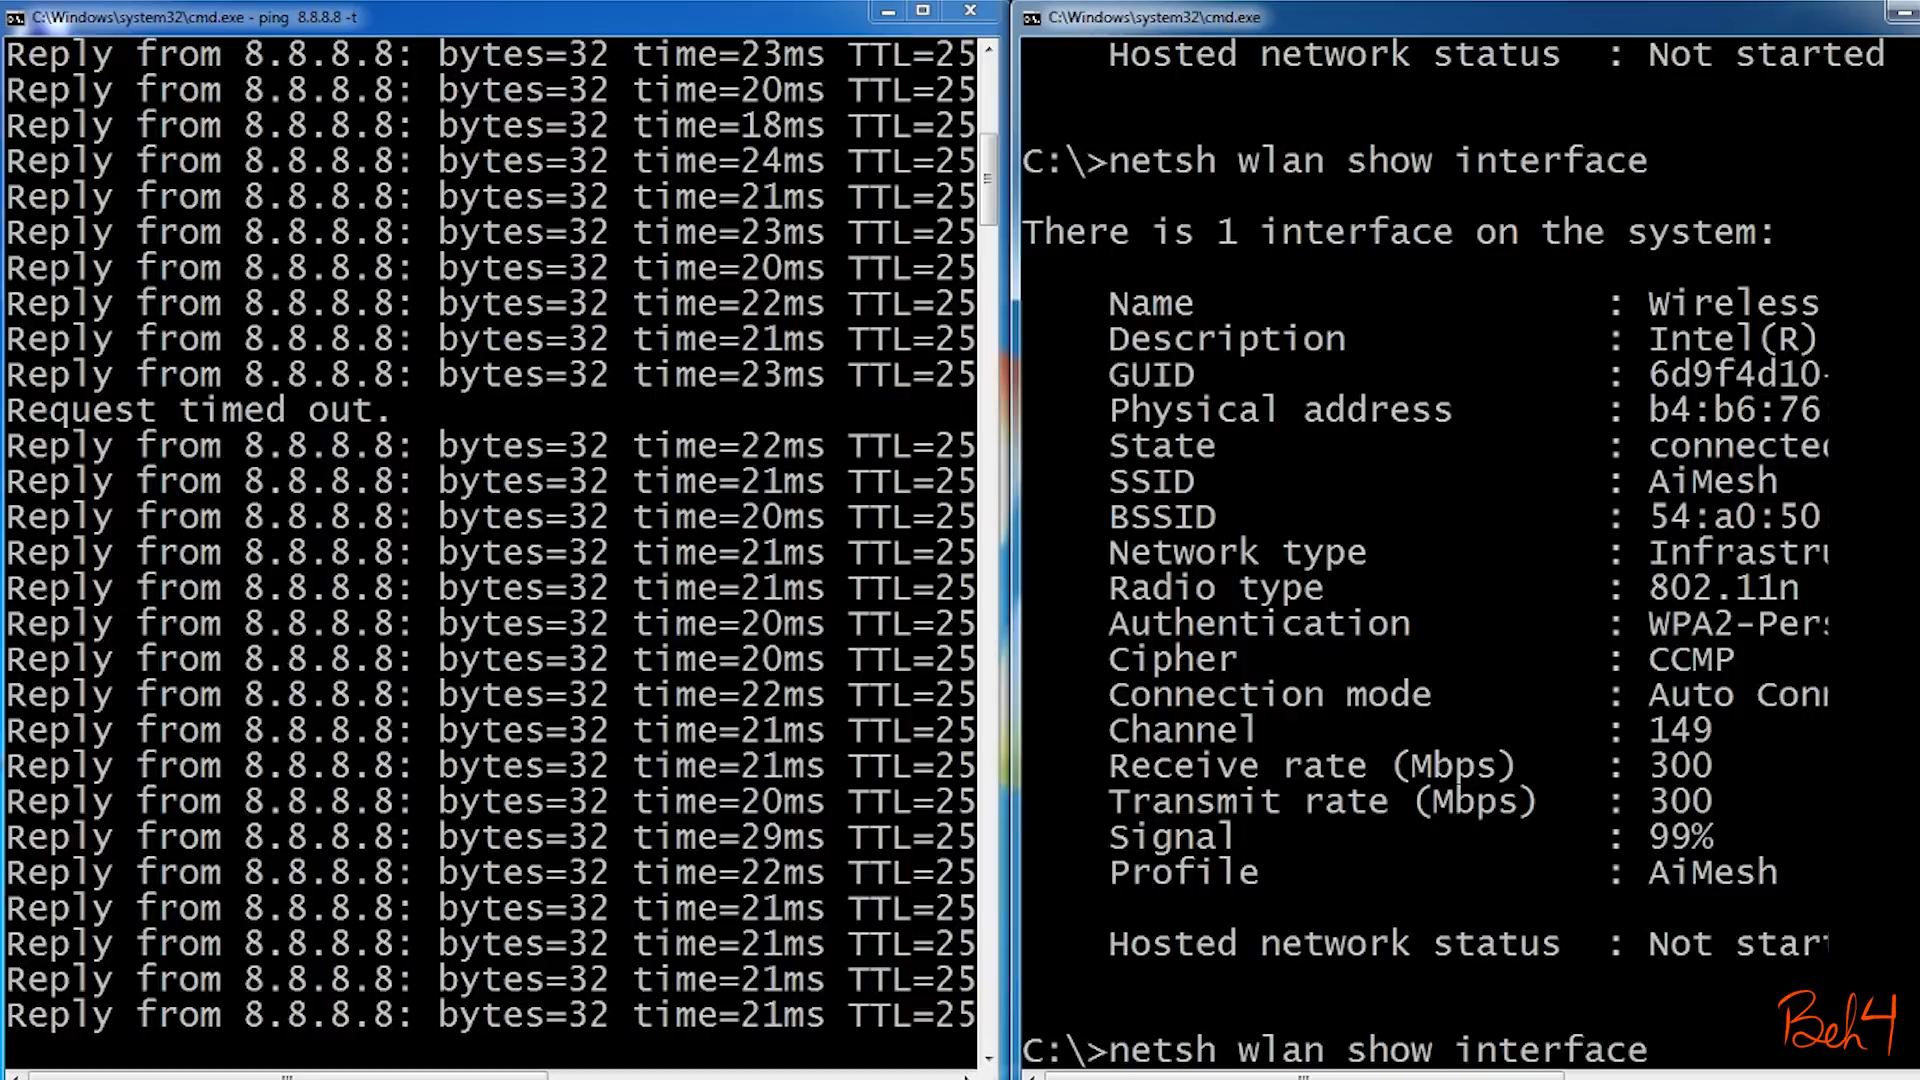 C:\Windows\system32\cmd.exe - ping 8.8.8.8 -t
Reply from 8.8.8.8: bytes=32 time=23ms TTL=25
Reply from 8.8.8.8: bytes=32 time=20ms TTL=25
Reply from 8.8.8.8: bytes=32 time=18ms TTL=25
Reply from 8.8.8.8: bytes=32 time=24ms TTL=25
Reply from 8.8.8.8: bytes=32 time=21ms TTL=25
Reply from 8.8.8.8: bytes=32 time=23ms TTL=25
Reply from 8.8.8.8: bytes=32 time=20ms TTL=25
Reply from 8.8.8.8: bytes=32 time=22ms TTL=25
Reply from 8.8.8.8: bytes=32 time=21ms TTL=25
Reply from 8.8.8.8: bytes=32 time=23ms TTL=25
Request timed out.
Reply from 8.8.8.8: bytes=32 time=22ms TTL=25
Reply from 8.8.8.8: bytes=32 time=21ms TTL=25
Reply from 8.8.8.8: bytes=32 time=20ms TTL=25
Reply from 8.8.8.8: bytes=32 time=21ms TTL=25
Reply from 8.8.8.8: bytes=32 time=21ms TTL=25
Reply from 8.8.8.8: bytes=32 time=20ms TTL=25
Reply from 8.8.8.8: bytes=32 time=20ms TTL=25
Reply from 8.8.8.8: bytes=32 time=22ms TTL=25
Reply from 8.8.8.8: bytes=32 time=21ms TTL=25
Reply from 8.8.8.8: bytes=32 time=21ms TTL=25
Reply from 8.8.8.8: bytes=32 time=20ms TTL=25
Reply from 8.8.8.8: bytes=32 time=29ms TTL=25
Reply from 8.8.8.8: bytes=32 time=22ms TTL=25
Reply from 8.8.8.8: bytes=32 time=21ms TTL=25
Reply from 8.8.8.8: bytes=32 time=21ms TTL=25
Reply from 8.8.8.8: bytes=32 time=21ms TTL=25
Reply from 8.8.8.8: bytes=32 time=21ms TTL=25
C:\Windows\system32\cmd.exe
Hosted network status : Not started
C:\>netsh wlan show interface
There is 1 interface on the system:
Name : Wireless
Description : Intel(R)
GUID : 6d9f4d10-
Physical address : b4:b6:76
State : connected
SSID : AiMesh
BSSID : 54:a0:50
Network type : Infrastru
Radio type : 802.11n
Authentication : WPA2-Pers
Cipher : CCMP
Connection mode : Auto Conn
Channel : 149
Receive rate (Mbps) : 300
Transmit rate (Mbps) : 300
Signal : 99%
Profile : AiMesh
Hosted network status : Not start
C:\>netsh wlan show interface
Beh4